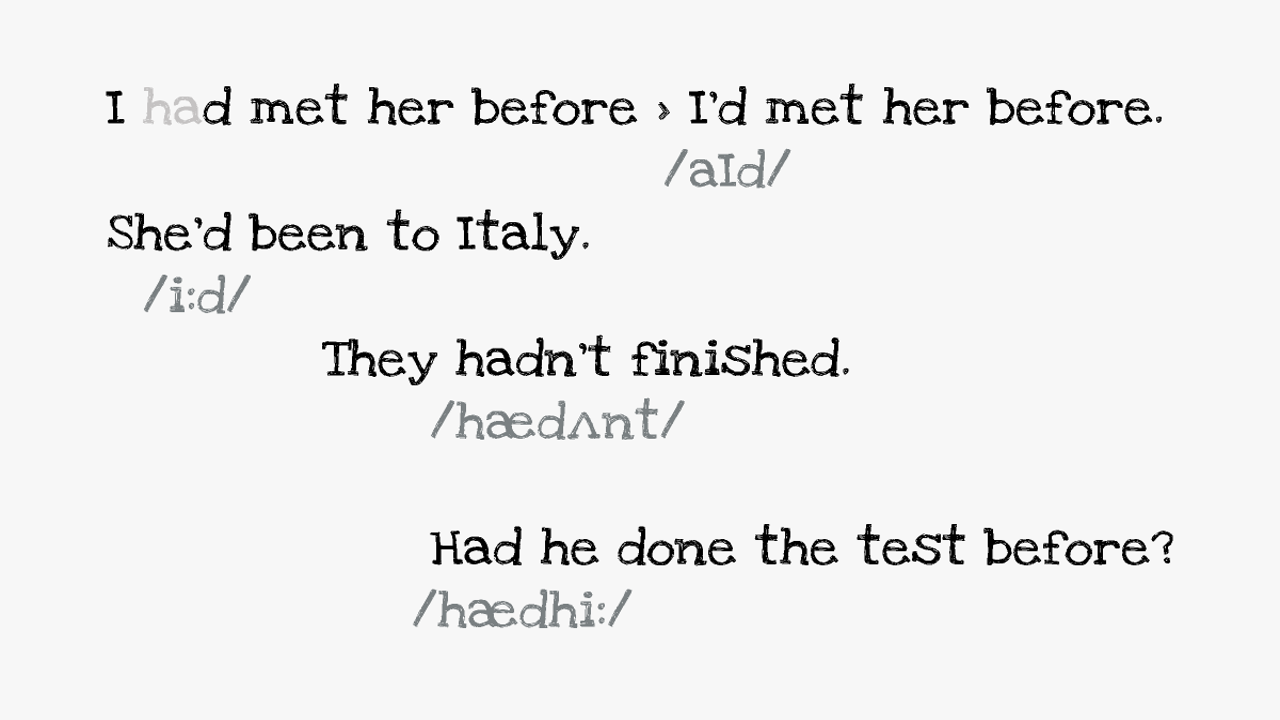 I had met her before › I'd met her before.
/aId/
She'd been to Italy.
/i:d/
They hadn't finished.
/hædʌnt/
Had he done the test before?
/hædhi:/